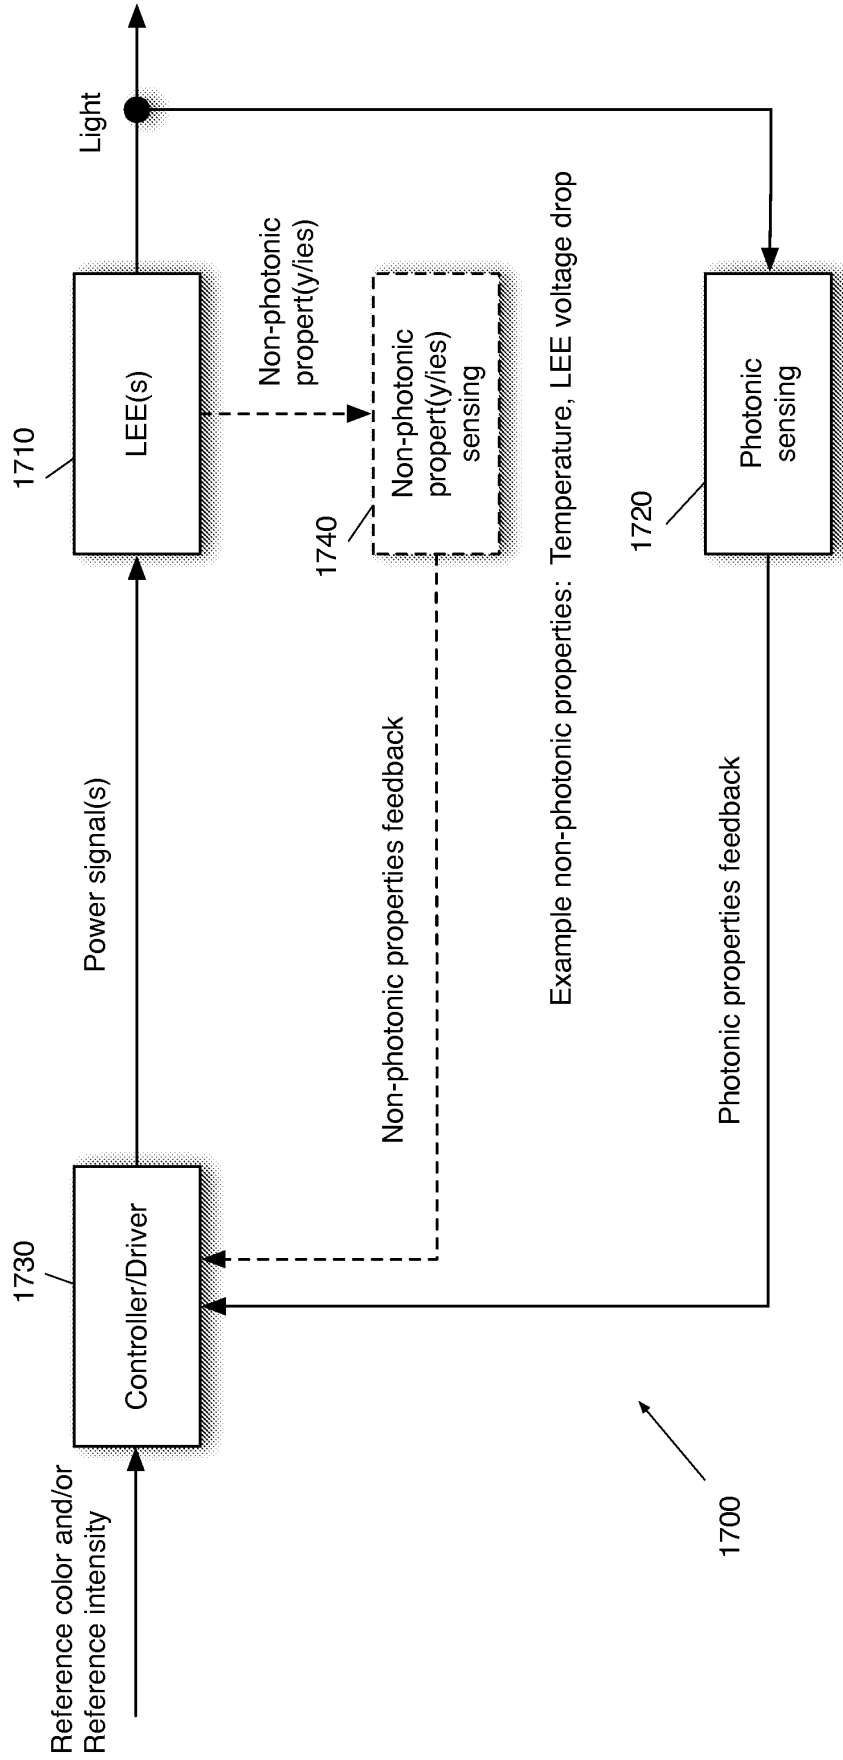 Reference color and/or
Reference intensity
1730
Controller/Driver
Power signal(s)
1710
LEE(s)
Light
Non-photonic
propert(y/ies)
1740
Non-photonic
propert(y/ies)
sensing
Non-photonic properties feedback
Example non-photonic properties: Temperature, LEE voltage drop
1720
Photonic
sensing
Photonic properties feedback
1700